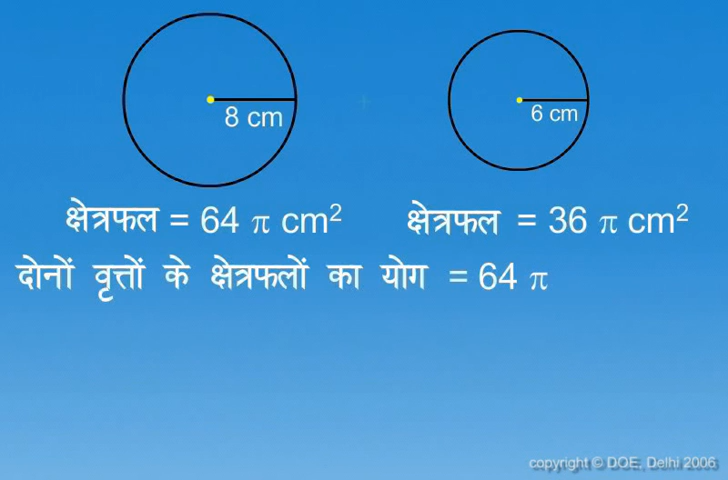 8 cm
6 cm
क्षेत्रफल = 64 π cm²
क्षेत्रफल = 36 π cm²
दोनों वृत्तों के क्षेत्रफलों का योग = 64 π
copyright © DOE, Delhi 2006